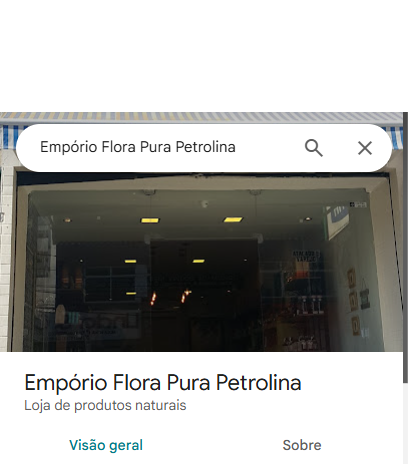 Empório Flora Pura Petrolina
Empório Flora Pura Petrolina
Loja de produtos naturais
Visão geral
Sobre